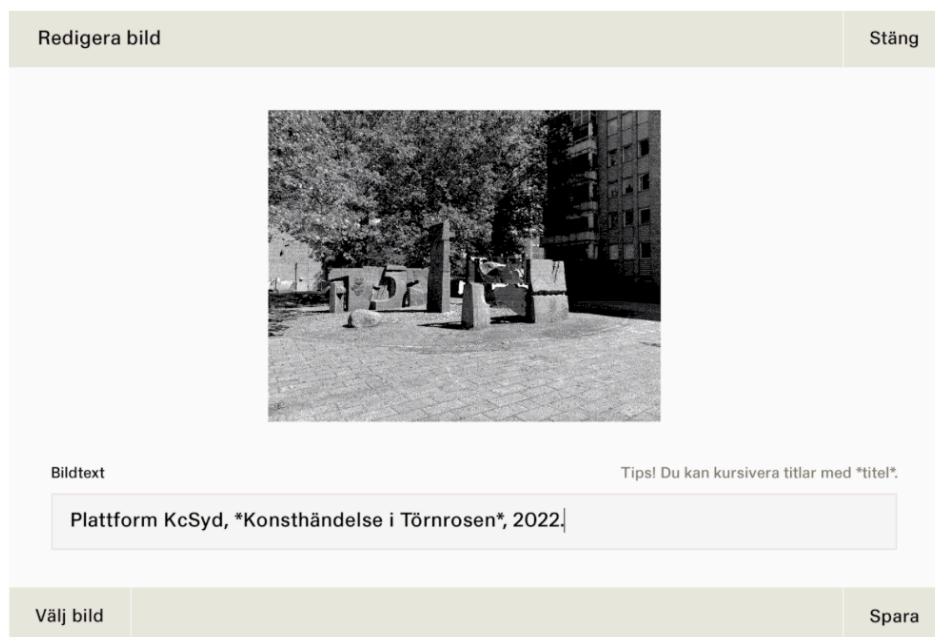 Redigera bild
Stäng
Bildtext
Tips! Du kan kursivera titlar med *titel*.
Plattform KcSyd, *Konsthändelse i Törnrosen*, 2022.
Välj bild
Spara